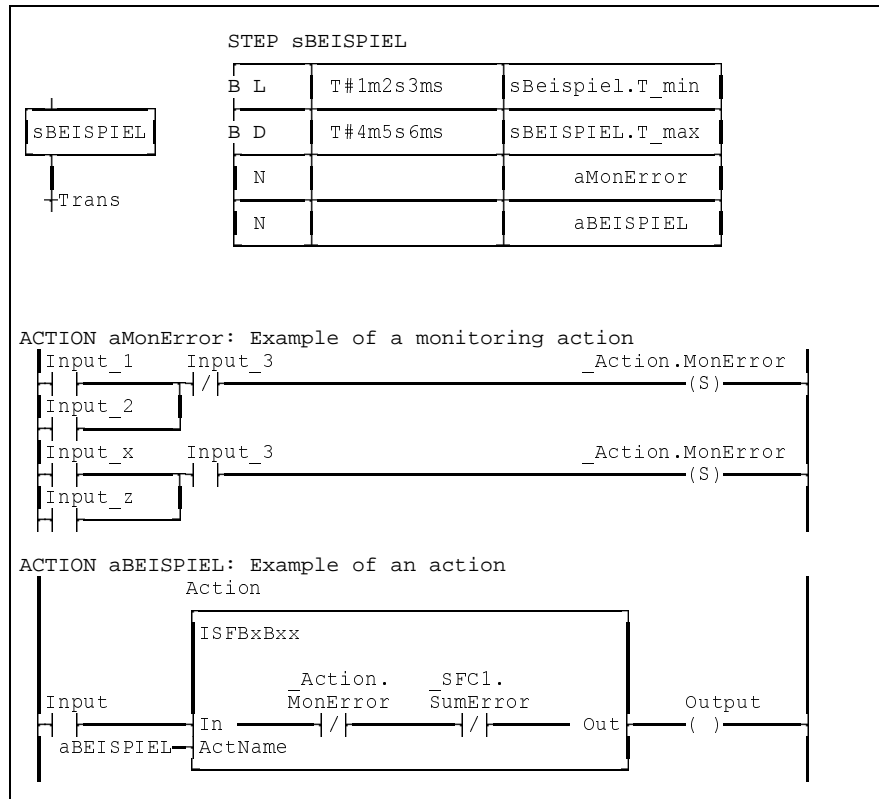 STEP sBEISPIEL
B L T#1m2s3ms sBeispiel.T_min
sBEISPIEL
B D T#4m5s6ms sBEISPIEL.T_max
N aMonError
Trans
N aBEISPIEL
ACTION aMonError: Example of a monitoring action
Input_1 Input_3 _Action.MonError
/ (S)
Input_2
Input_x Input_3 _Action.MonError
(S)
Input_z
ACTION aBEISPIEL: Example of an action
Action
ISFBxBxx
_Action. _SFC1.
Input MonError SumError Output
In / / Out ( )
aBEISPIEL ActName